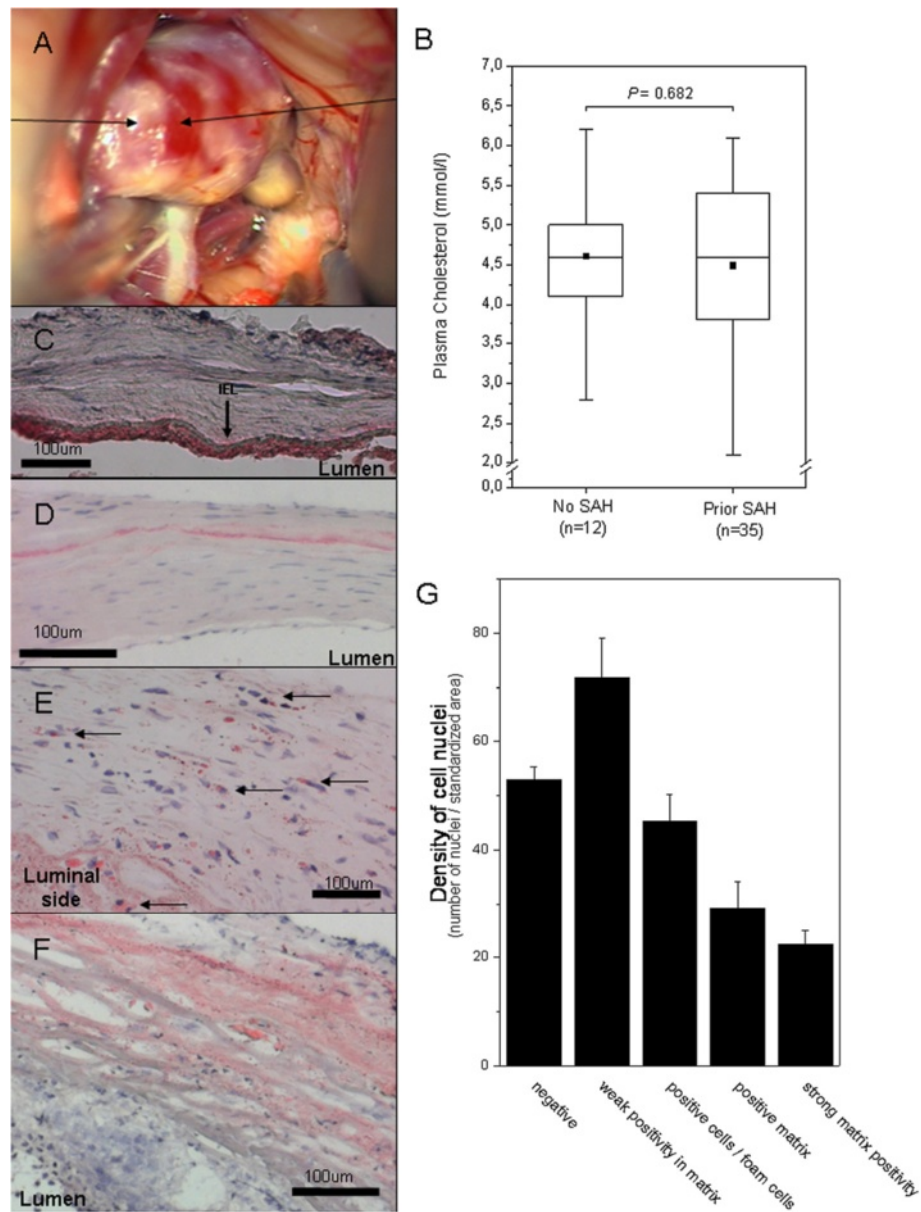 A
B
7,0
6,5
6,0
5,5
5,0
4,5
4,0
3,5
3,0
2,5
2,0
0,0
Plasma Cholesterol (mmol/l)
P = 0.682
No SAH
(n=12)
Prior SAH
(n=35)
C
IEL
100um
Lumen
D
100um
Lumen
E
Luminal
side
100um
F
Lumen
100um
G
80
60
40
20
0
Density of cell nuclei
(number of nuclei / standardized area)
negative
weak positivity in matrix
positive cells / foam cells
positive matrix
strong matrix positivity